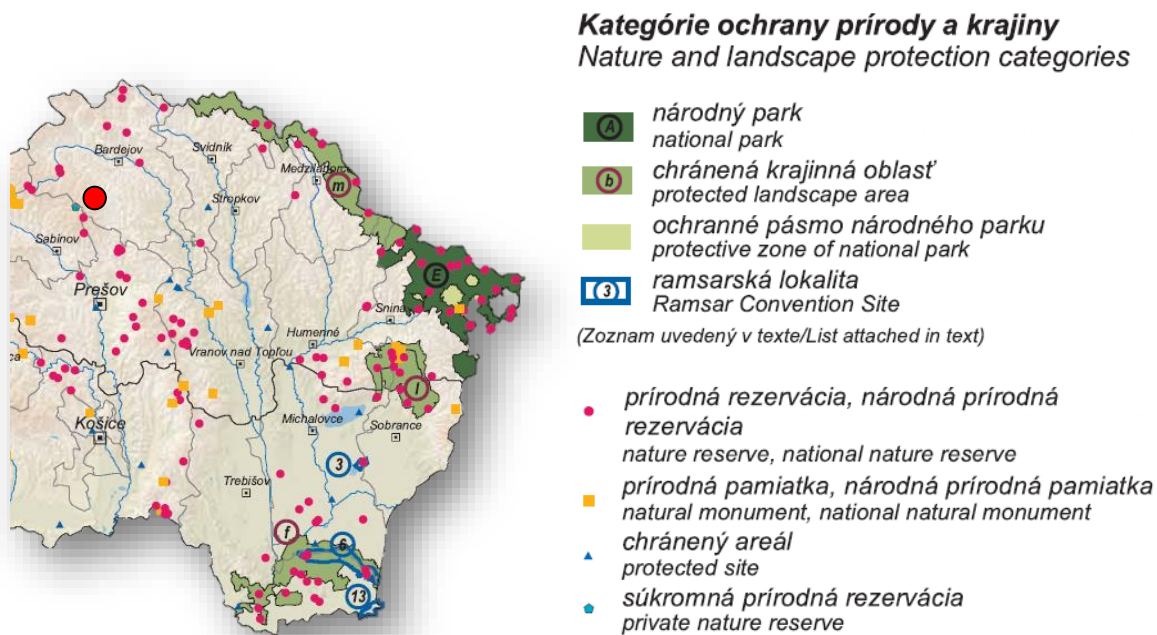 Bardejov
Svidník
Medzilaborce
m
Stropkov
Sabinov
E
Prešov
Snina
Humenné
Vranov nad Topľou
l
Michalovce
Košice
Sobrance
3
Trebišov
f
6
13
Kategórie ochrany prírody a krajiny
Nature and landscape protection categories
A
národný park
national park
b
chránená krajinná oblasť
protected landscape area
ochranné pásmo národného parku
protective zone of national park
3
ramsarská lokalita
Ramsar Convention Site
(Zoznam uvedený v texte/List attached in text)
prírodná rezervácia, národná prírodná
rezervácia
nature reserve, national nature reserve
prírodná pamiatka, národná prírodná pamiatka
natural monument, national natural monument
chránený areál
protected site
súkromná prírodná rezervácia
private nature reserve